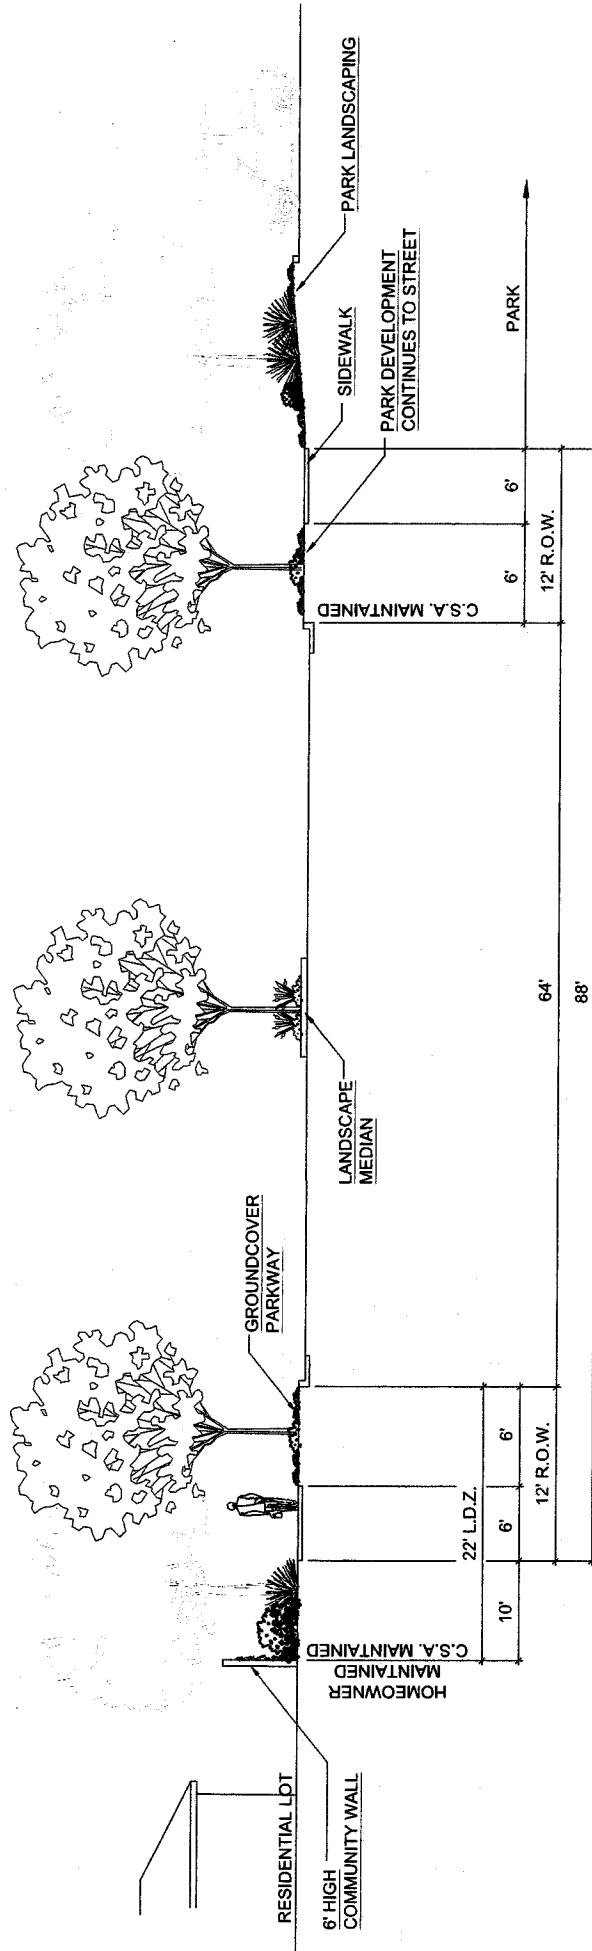 RESIDENTIAL LOT
6' HIGH
COMMUNITY WALL
HOMEOWNER
MAINTAINED
C.S.A. MAINTAINED
GROUNDCOVER
PARKWAY
LANDSCAPE
MEDIAN
C.S.A. MAINTAINED
SIDEWALK
PARK DEVELOPMENT
CONTINUES TO STREET
PARK LANDSCAPING
22' L.D.Z.
10'
6'
6'
12' R.O.W.
64'
88'
6'
6'
12' R.O.W.
PARK